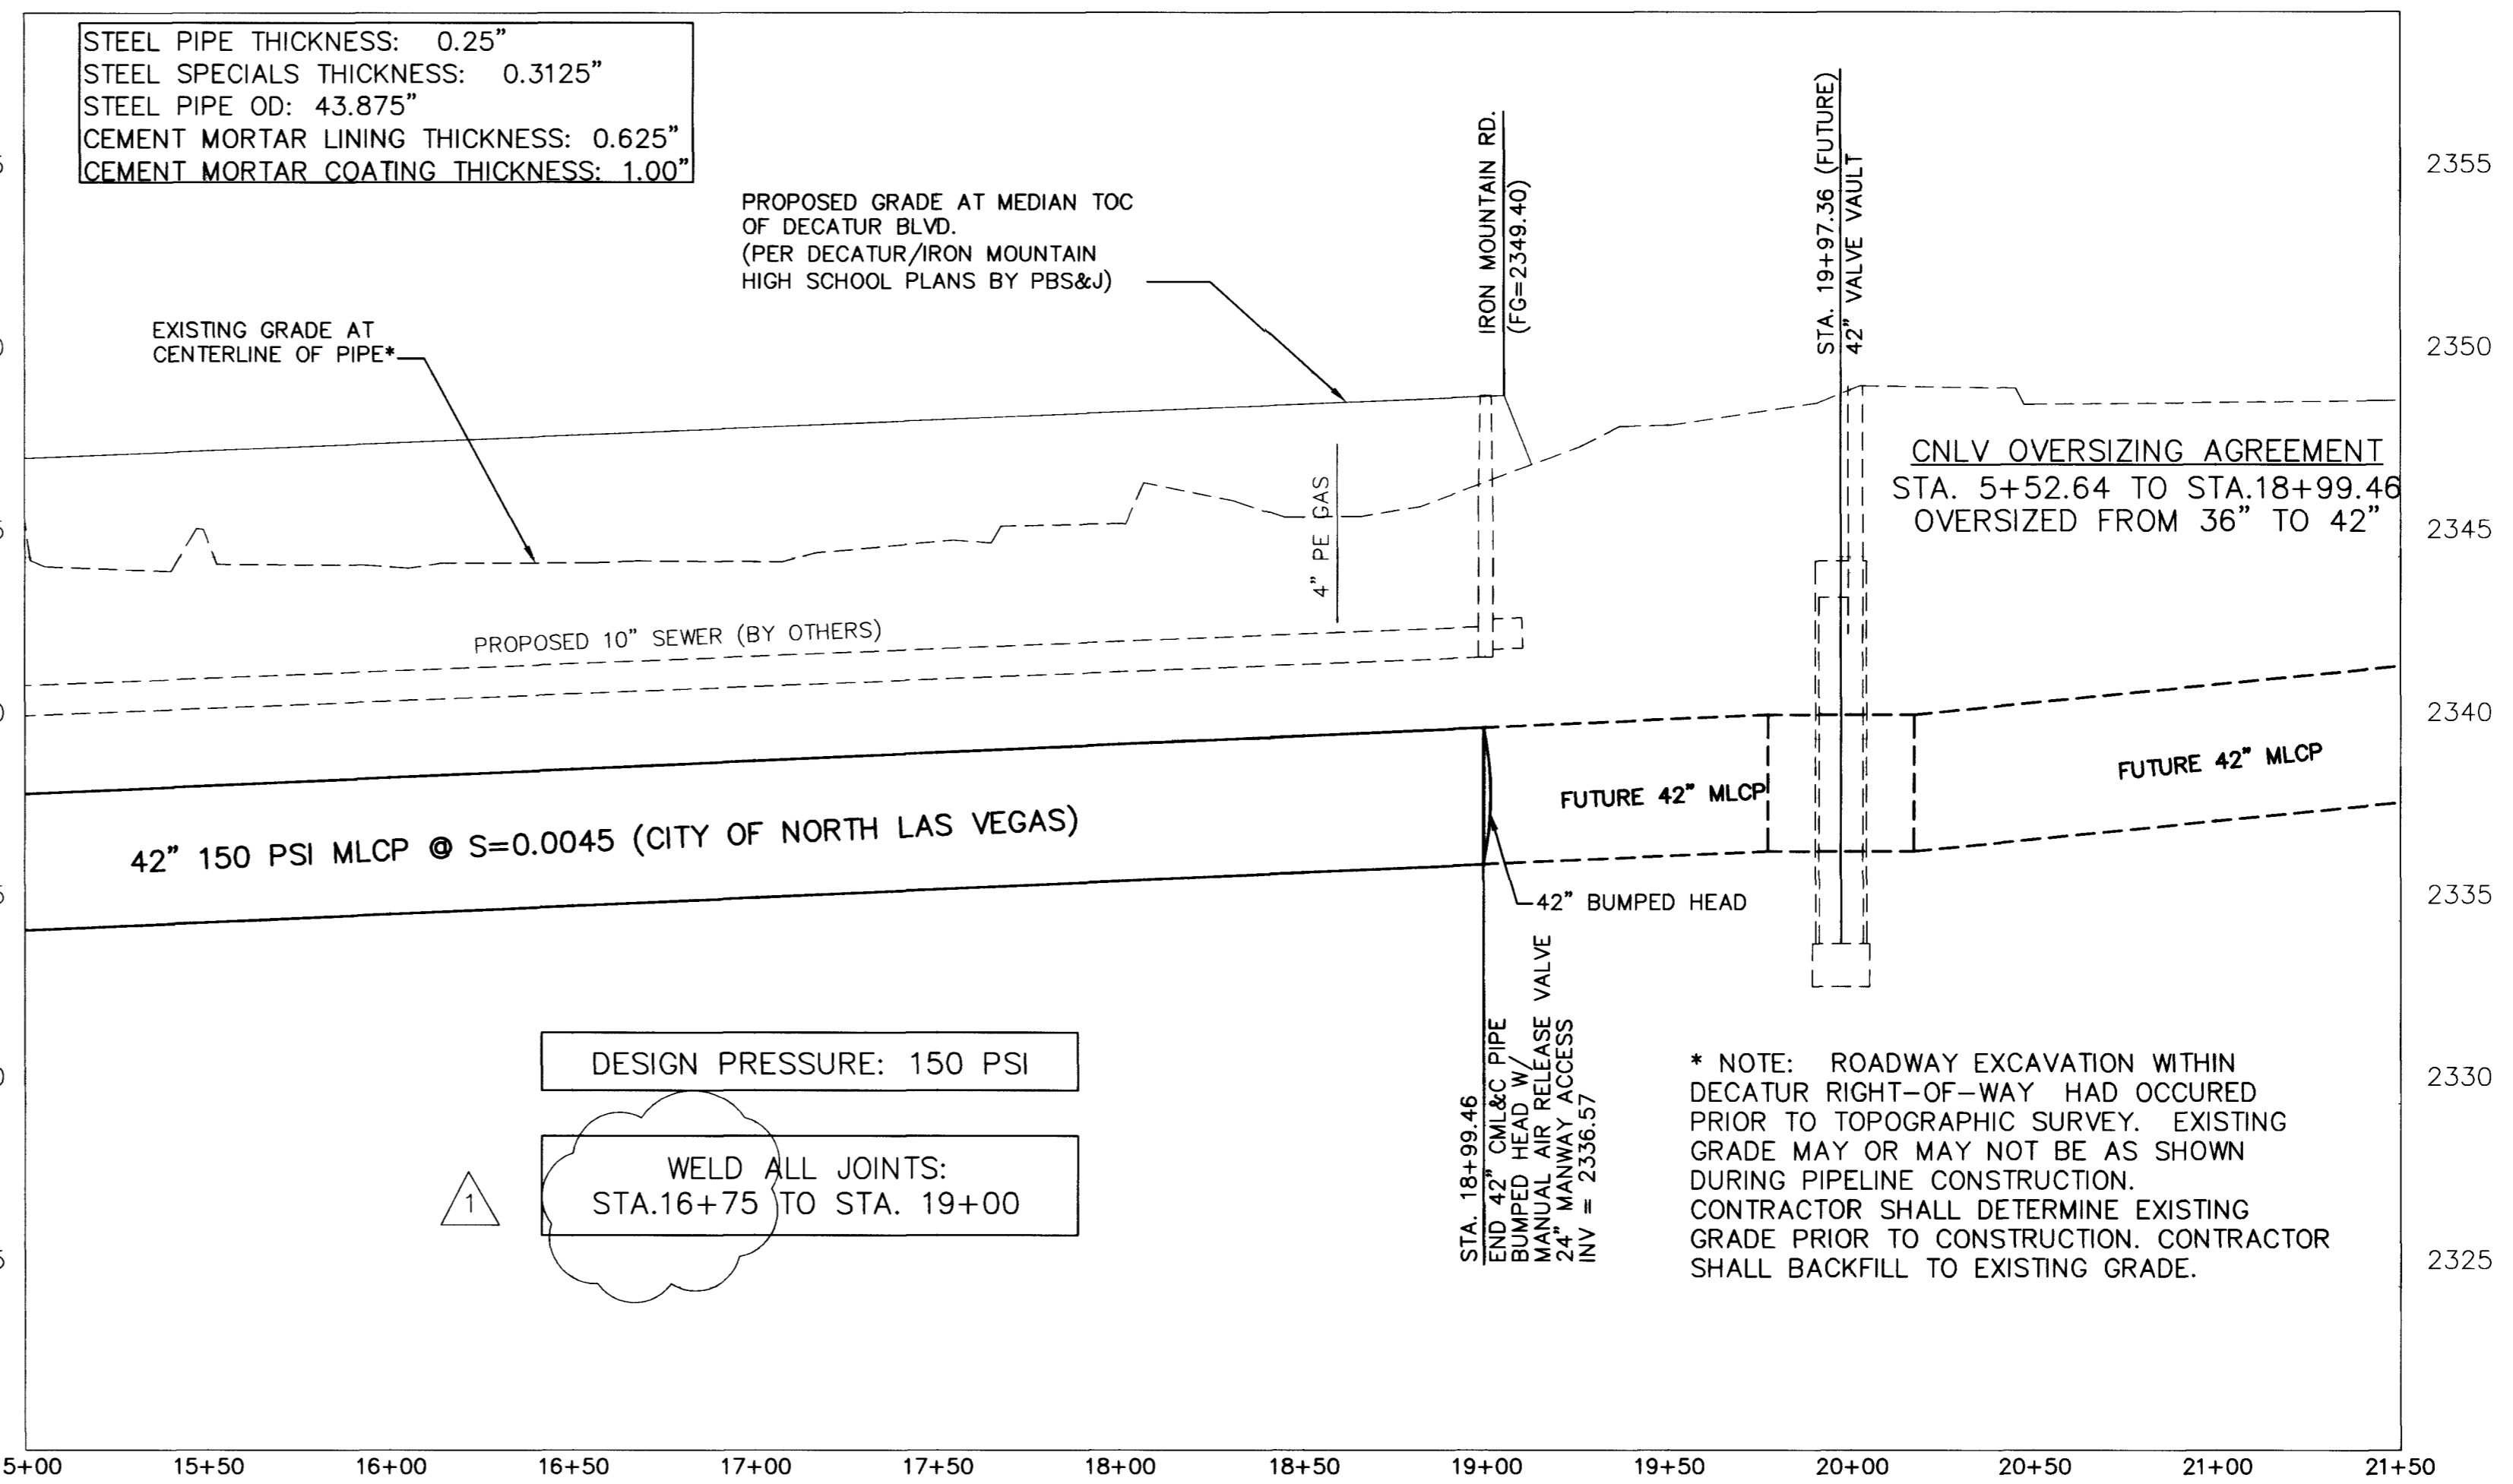 STEEL PIPE THICKNESS: 0.25"
STEEL SPECIALS THICKNESS: 0.3125"
STEEL PIPE OD: 43.875"
CEMENT MORTAR LINING THICKNESS: 0.625"
CEMENT MORTAR COATING THICKNESS: 1.00"
PROPOSED GRADE AT MEDIAN TOC
OF DECATUR BLVD.
(PER DECATUR/IRON MOUNTAIN
HIGH SCHOOL PLANS BY PBS&J)
EXISTING GRADE AT
CENTERLINE OF PIPE*
IRON MOUNTAIN RD.
(FG=2349.40)
STA. 19+97.36 (FUTURE)
42" VALVE VAULT
2355
2350
2345
2340
2335
2330
2325
CNLV OVERSIZING AGREEMENT
STA. 5+52.64 TO STA.18+99.46
OVERSIZED FROM 36" TO 42"
4" PE GAS
PROPOSED 10" SEWER (BY OTHERS)
42" 150 PSI MLCP @ S=0.0045 (CITY OF NORTH LAS VEGAS)
FUTURE 42" MLCP
FUTURE 42" MLCP
42" BUMPED HEAD
DESIGN PRESSURE: 150 PSI
WELD ALL JOINTS:
STA.16+75 TO STA. 19+00
1
STA. 18+99.46
END 42" CML&C PIPE
BUMPED HEAD W/
MANUAL AIR RELEASE VALVE
24" MANWAY ACCESS
INV = 2336.57
* NOTE: ROADWAY EXCAVATION WITHIN
DECATUR RIGHT-OF-WAY HAD OCCURED
PRIOR TO TOPOGRAPHIC SURVEY. EXISTING
GRADE MAY OR MAY NOT BE AS SHOWN
DURING PIPELINE CONSTRUCTION.
CONTRACTOR SHALL DETERMINE EXISTING
GRADE PRIOR TO CONSTRUCTION. CONTRACTOR
SHALL BACKFILL TO EXISTING GRADE.
5+00 15+50 16+00 16+50 17+00 17+50 18+00 18+50 19+00 19+50 20+00 20+50 21+00 21+50